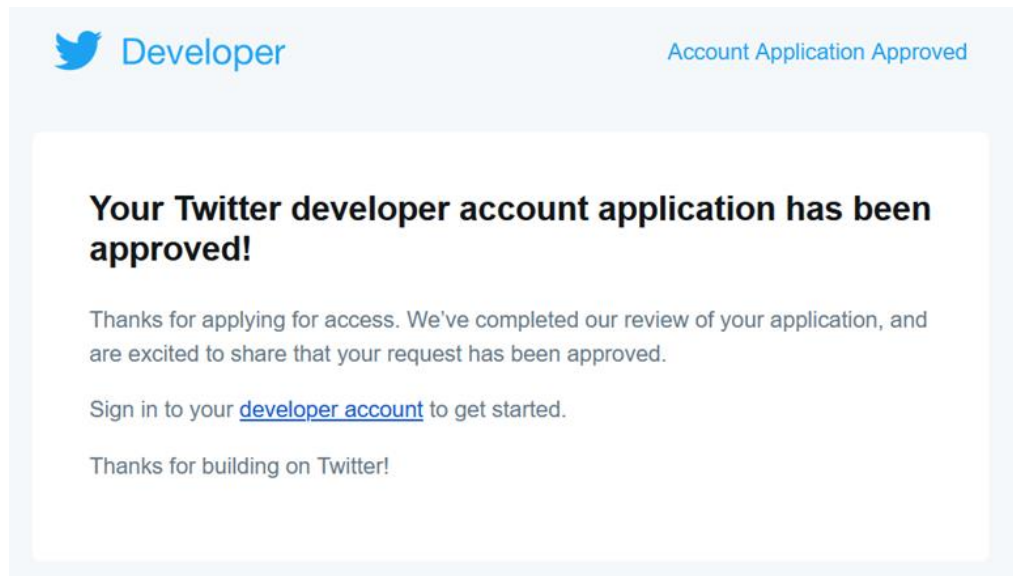 Developer
Account Application Approved
Your Twitter developer account application has been
approved!
Thanks for applying for access. We've completed our review of your application, and
are excited to share that your request has been approved.
Sign in to your developer account to get started.
Thanks for building on Twitter!